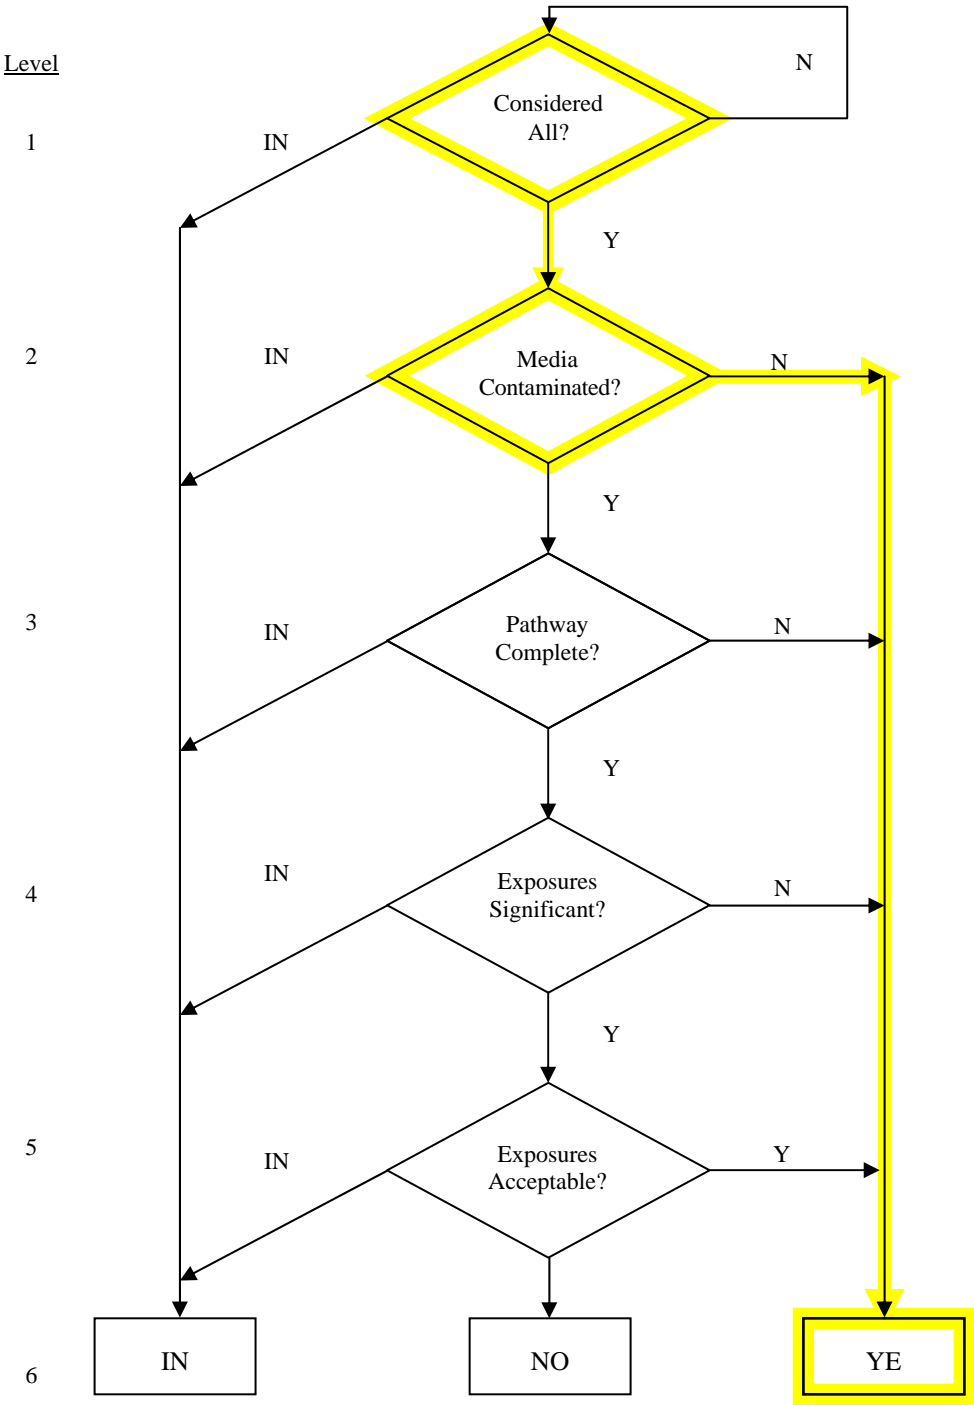 Level
N
Considered
All?
1
IN
Y
2
IN
Media
Contaminated?
N
Y
3
IN
Pathway
Complete?
N
Y
4
IN
Exposures
Significant?
N
Y
5
IN
Exposures
Acceptable?
Y
6
IN
NO
YE